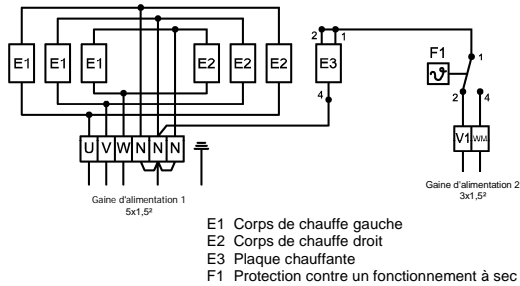 2 1
F1
E1 E1 E1 E2 E2 E2 E3
1
4
2 4
U V W N N N
V1 WM
Gaine d'alimentation 1
5x1,5²
Gaine d'alimentation 2
3x1,5²
E1 Corps de chauffe gauche
E2 Corps de chauffe droit
E3 Plaque chauffante
F1 Protection contre un fonctionnement à sec